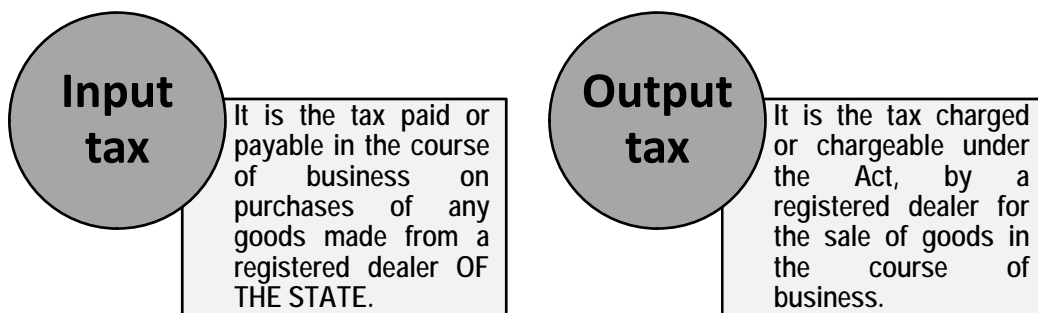 Input
tax
It is the tax paid or
payable in the course
of business on
purchases of any
goods made from a
registered dealer OF
THE STATE.
Output
tax
It is the tax charged
or chargeable under
the Act, by a
registered dealer for
the sale of goods in
the course of
business.